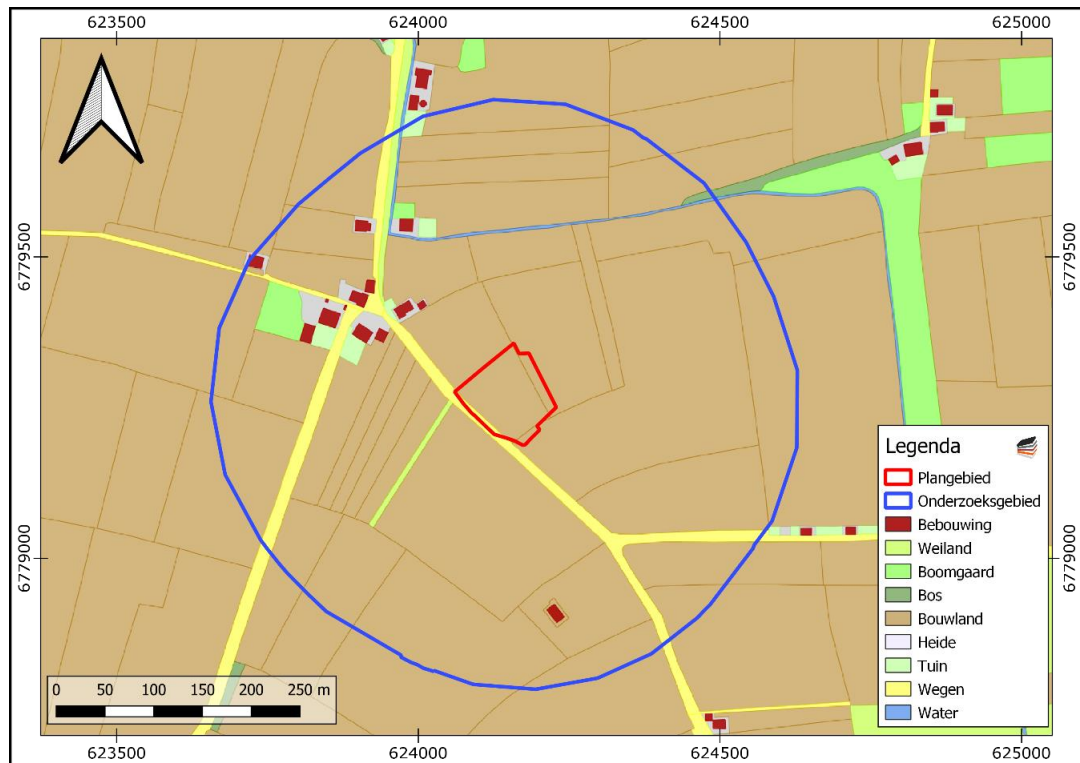 623500 624000 624500 625000
6779500 6779500
Legenda
Plangebied
Onderzoeksgebied
Bebouwing
Weiland
Boomgaard
Bos
Bouwland
Heide
Tuin
Wegen
Water
6779000 6779000
0 50 100 150 200 250 m
623500 624000 624500 625000